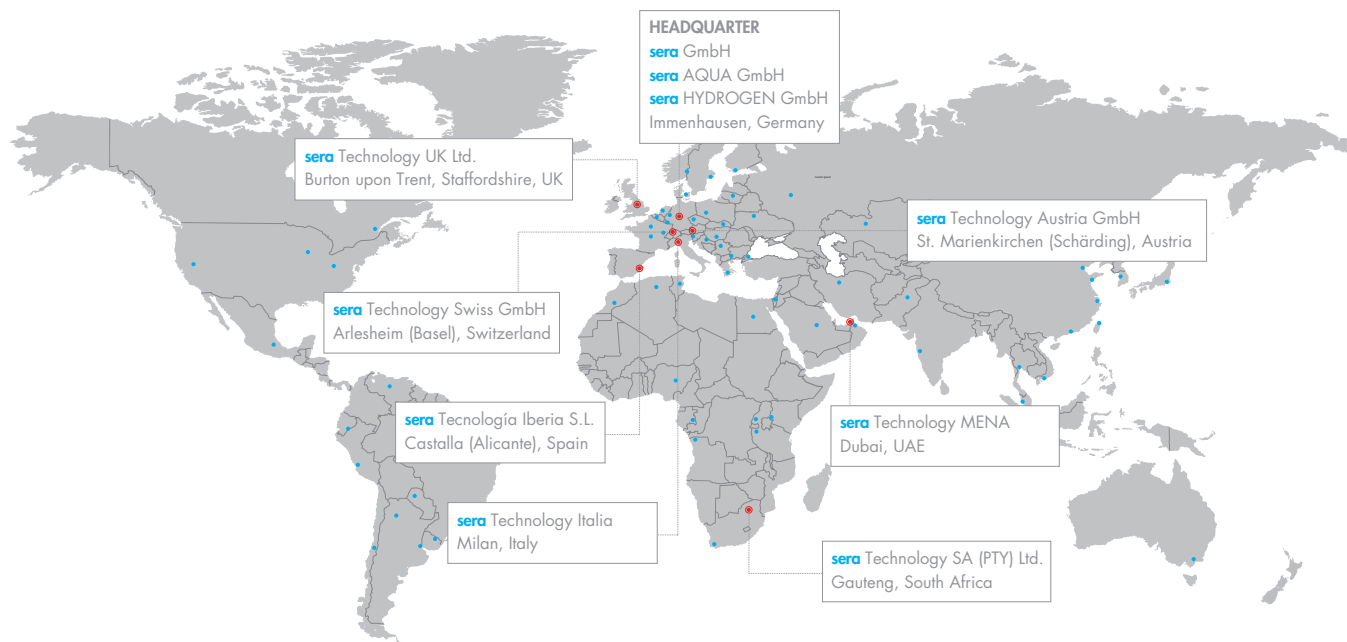 HEADQUARTER
sera GmbH
sera AQUA GmbH
sera HYDROGEN GmbH
Immenhausen, Germany
sera Technology UK Ltd.
Burton upon Trent, Staffordshire, UK
sera Technology Austria GmbH
St. Marienkirchen (Schärding), Austria
sera Technology Swiss GmbH
Arlesheim (Basel), Switzerland
sera Tecnología Iberia S.L.
Castalla (Alicante), Spain
sera Technology MENA
Dubai, UAE
sera Technology Italia
Milan, Italy
sera Technology SA (PTY) Ltd.
Gauteng, South Africa